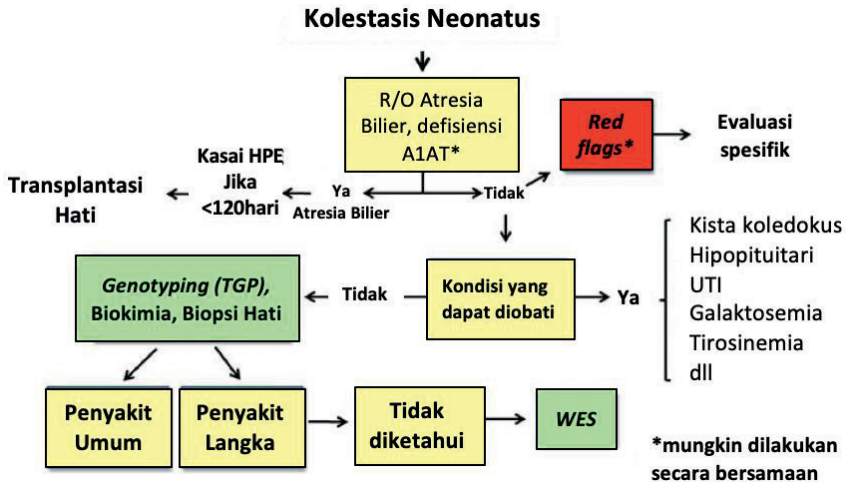 Kolestasis Neonatus
R/O Atresia
Bilier, defisiensi
A1AT*
Red
flags*
Evaluasi
spesifik
Kasai HPE
Jika
<120hari
Transplantasi
Hati
Ya
Atresia Bilier
Tidak
Kista koledokus
Hipopituitari
UTI
Galaktosemia
Tirosinemia
dll
Genotyping (TGP),
Biokimia, Biopsi Hati
Tidak
Kondisi yang
dapat diobati
Ya
Penyakit
Umum
Penyakit
Langka
Tidak
diketahui
WES
*mungkin dilakukan
secara bersamaan